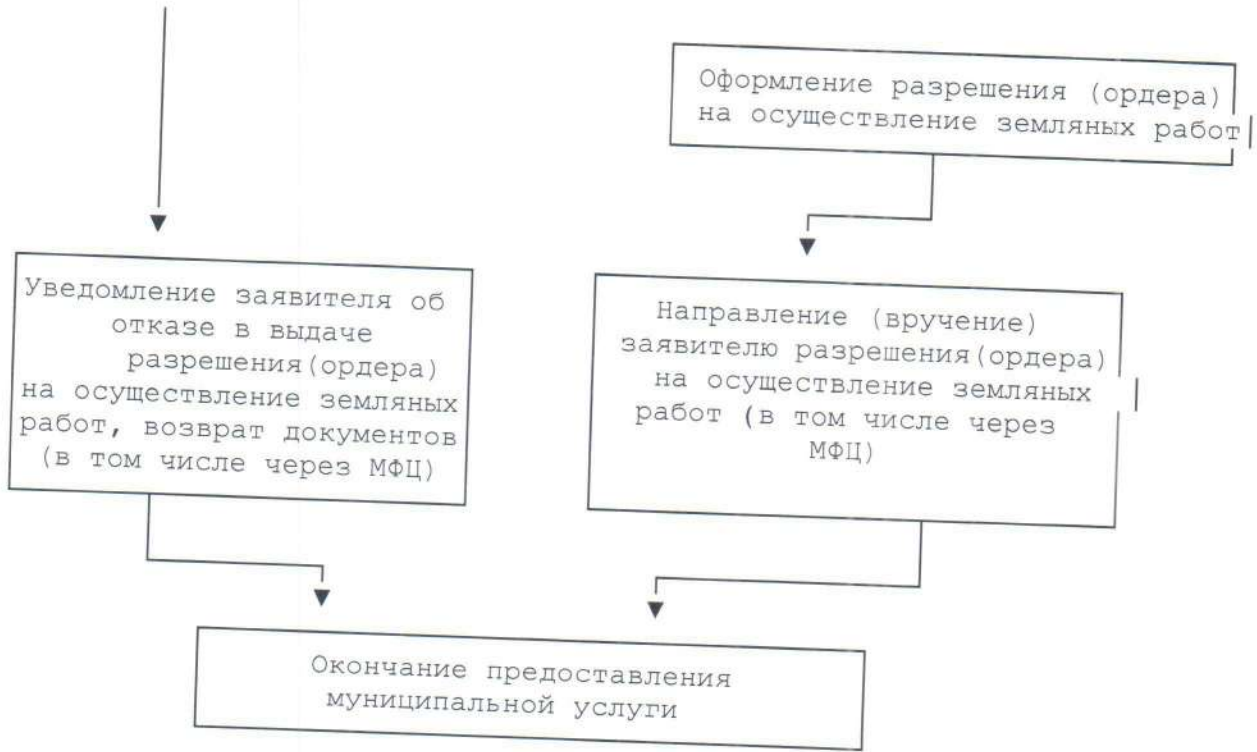 Оформление разрешения (ордера)
на осуществление земляных работ
Уведомление заявителя об
отказе в выдаче
разрешения(ордера)
на осуществление земляных
работ, возврат документов
(в том числе через МФЦ)
Направление (вручение)
заявителю разрешения(ордера)
на осуществление земляных
работ (в том числе через
МФЦ)
Окончание предоставления
муниципальной услуги